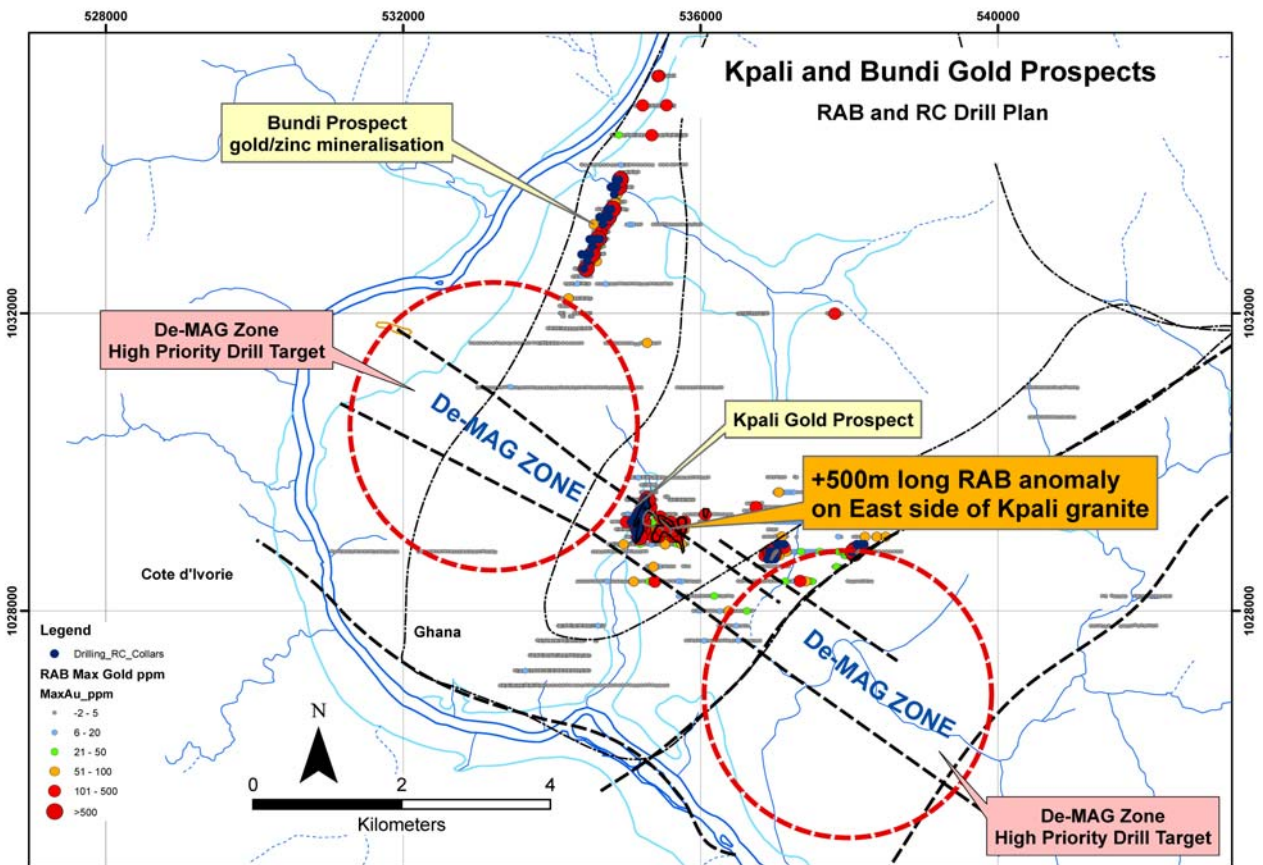 528000
532000
536000
540000
Kpali and Bundi Gold Prospects
RAB and RC Drill Plan
Bundi Prospect
gold/zinc mineralisation
1032000
1032000
De-MAG Zone
High Priority Drill Target
De-MAG ZONE
Kpali Gold Prospect
+500m long RAB anomaly
on East side of Kpali granite
Cote d'Ivorie
Ghana
1028000
1028000
De-MAG ZONE
Legend
Drilling_RC_Collars
RAB Max Gold ppm
MaxAu_ppm
-2 - 5
6 - 20
21 - 50
51 - 100
101 - 500
>500
N
0 2 4
Kilometers
De-MAG Zone
High Priority Drill Target